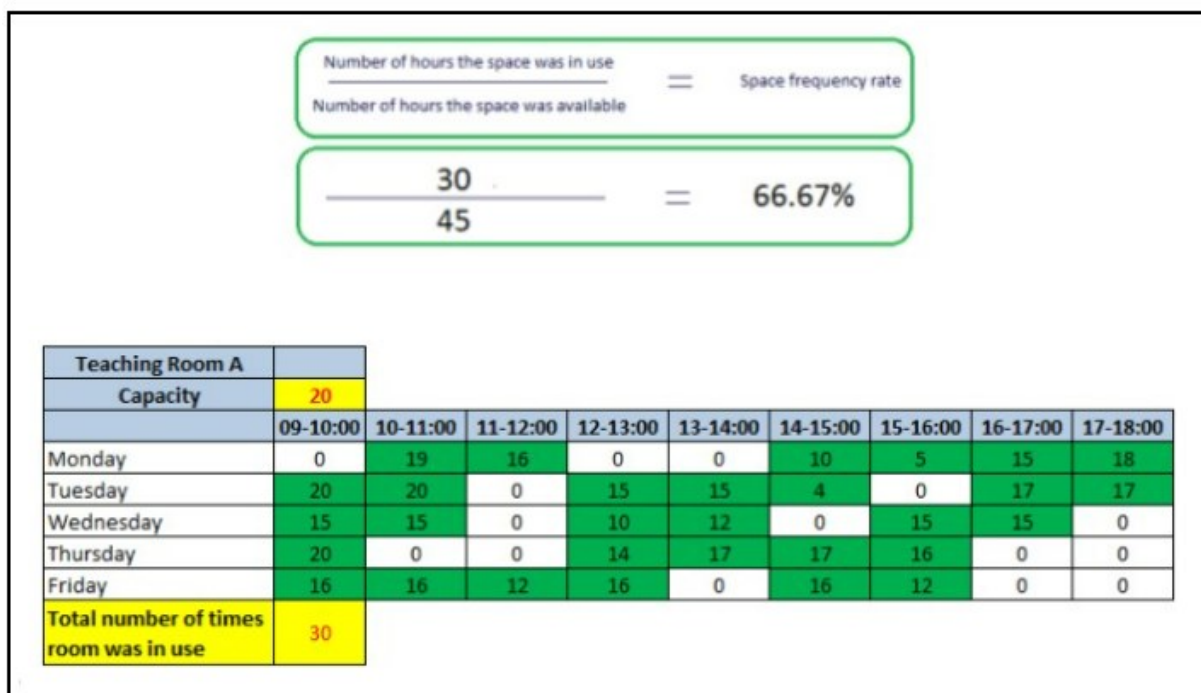 Number of hours the space was in use
Number of hours the space was available
= Space frequency rate
30
45
= 66.67%
Teaching Room A
Capacity 20
09-10:00 10-11:00 11-12:00 12-13:00 13-14:00 14-15:00 15-16:00 16-17:00 17-18:00
Monday 0 19 16 0 0 10 5 15 18
Tuesday 20 20 0 15 15 4 0 17 17
Wednesday 15 15 0 10 12 0 15 15 0
Thursday 20 0 0 14 17 17 16 0 0
Friday 16 16 12 16 0 16 12 0 0
Total number of times
room was in use 30